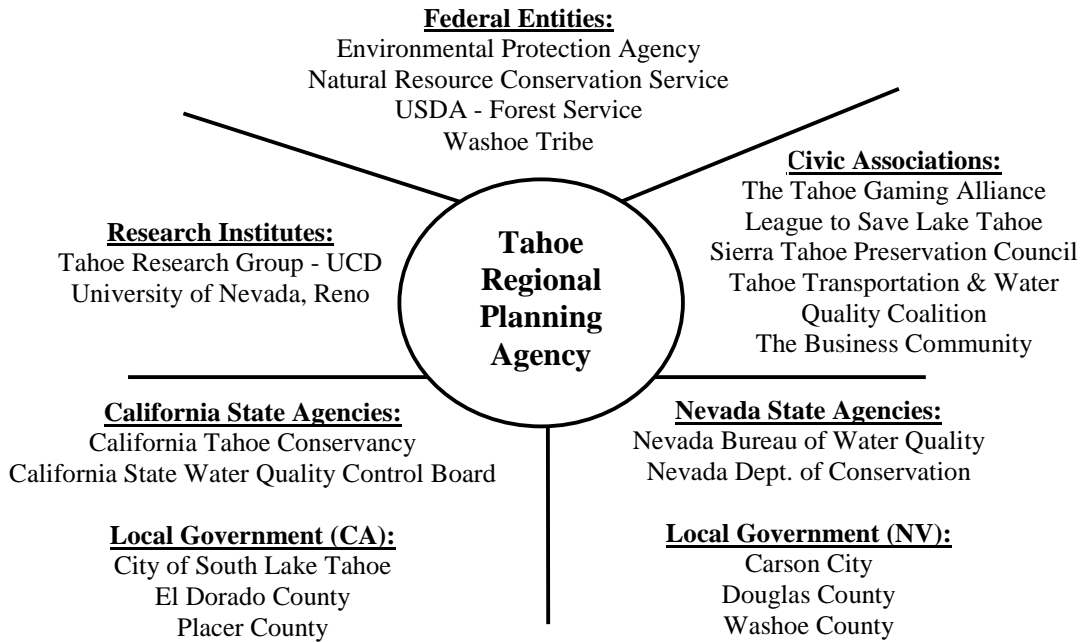 Federal Entities:
Environmental Protection Agency
Natural Resource Conservation Service
USDA - Forest Service
Washoe Tribe
Civic Associations:
The Tahoe Gaming Alliance
League to Save Lake Tahoe
Sierra Tahoe Preservation Council
Tahoe Transportation & Water
Quality Coalition
The Business Community
Research Institutes:
Tahoe Research Group - UCD
University of Nevada, Reno
Tahoe
Regional
Planning
Agency
California State Agencies:
California Tahoe Conservancy
California State Water Quality Control Board
Nevada State Agencies:
Nevada Bureau of Water Quality
Nevada Dept. of Conservation
Local Government (CA):
City of South Lake Tahoe
El Dorado County
Placer County
Local Government (NV):
Carson City
Douglas County
Washoe County